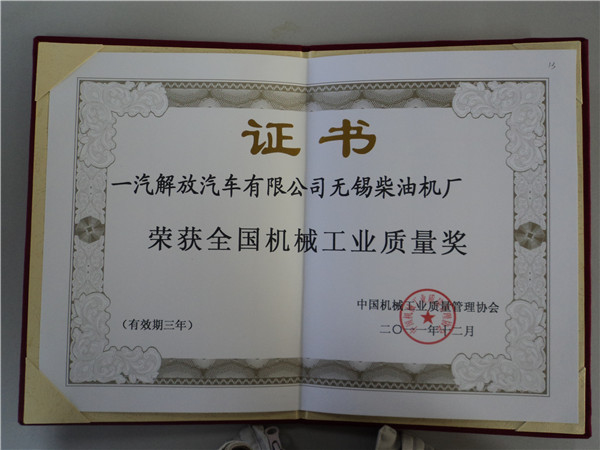 证书
一汽解放汽车有限公司无锡柴油机厂
荣获全国机械工业质量奖
中国机械工业质量管理协会
(有效期三年)
二〇一一年十二月